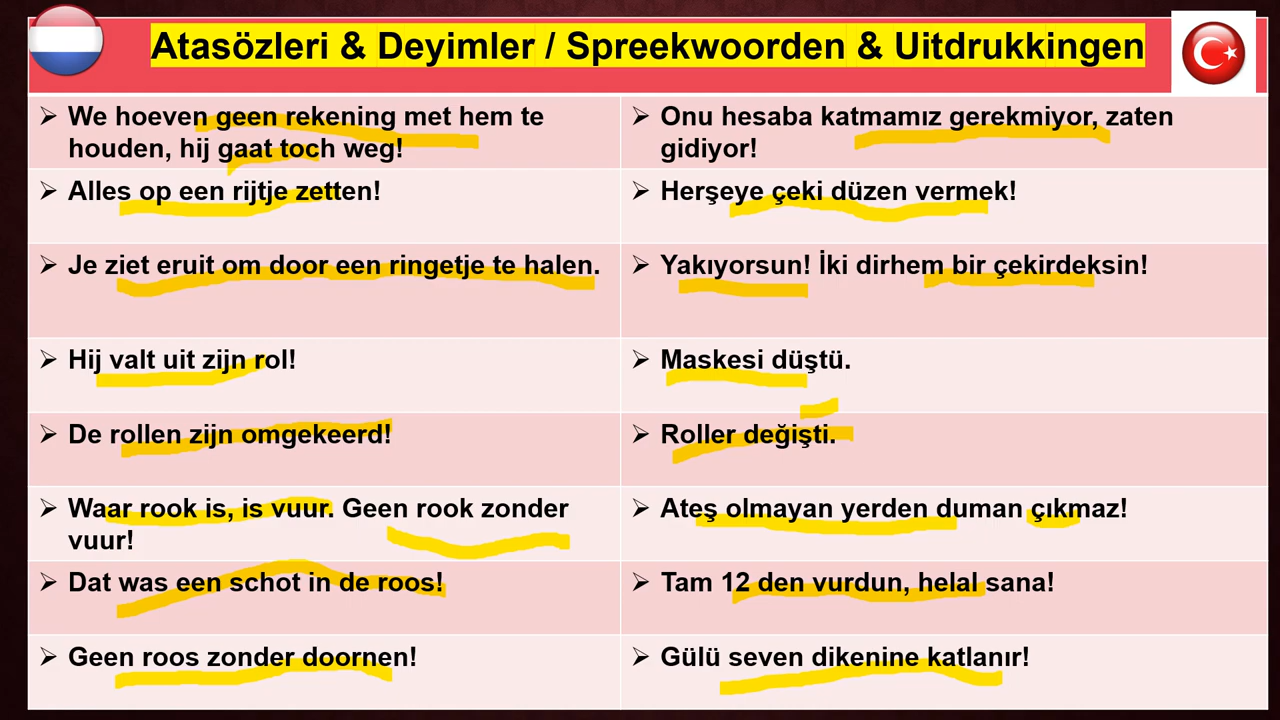 Atasözleri & Deyimler / Spreekwoorden & Uitdrukkingen
➢ We hoeven geen rekening met hem te
houden, hij gaat toch weg!
➢ Onu hesaba katmamız gerekmiyor, zaten
gidiyor!
➢ Alles op een rijtje zetten!
➢ Herşeye çeki düzen vermek!
➢ Je ziet eruit om door een ringetje te halen.
➢ Yakıyorsun! İki dirhem bir çekirdeksin!
➢ Hij valt uit zijn rol!
➢ Maskesi düştü.
➢ De rollen zijn omgekeerd!
➢ Roller değişti.
➢ Waar rook is, is vuur. Geen rook zonder
vuur!
➢ Ateş olmayan yerden duman çıkmaz!
➢ Dat was een schot in de roos!
➢ Tam 12 den vurdun, helal sana!
➢ Geen roos zonder doornen!
➢ Gülü seven dikenine katlanır!